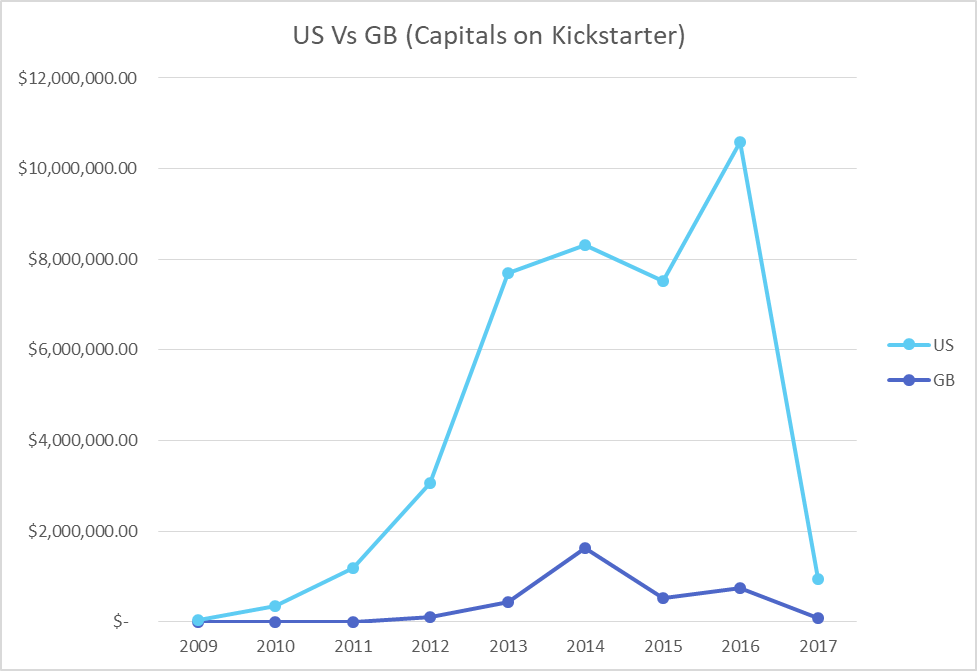 US Vs GB (Capitals on Kickstarter)
$12,000,000.00
$10,000,000.00
$8,000,000.00
$6,000,000.00
$4,000,000.00
$2,000,000.00
$-
2009 2010 2011 2012 2013 2014 2015 2016 2017
US
GB